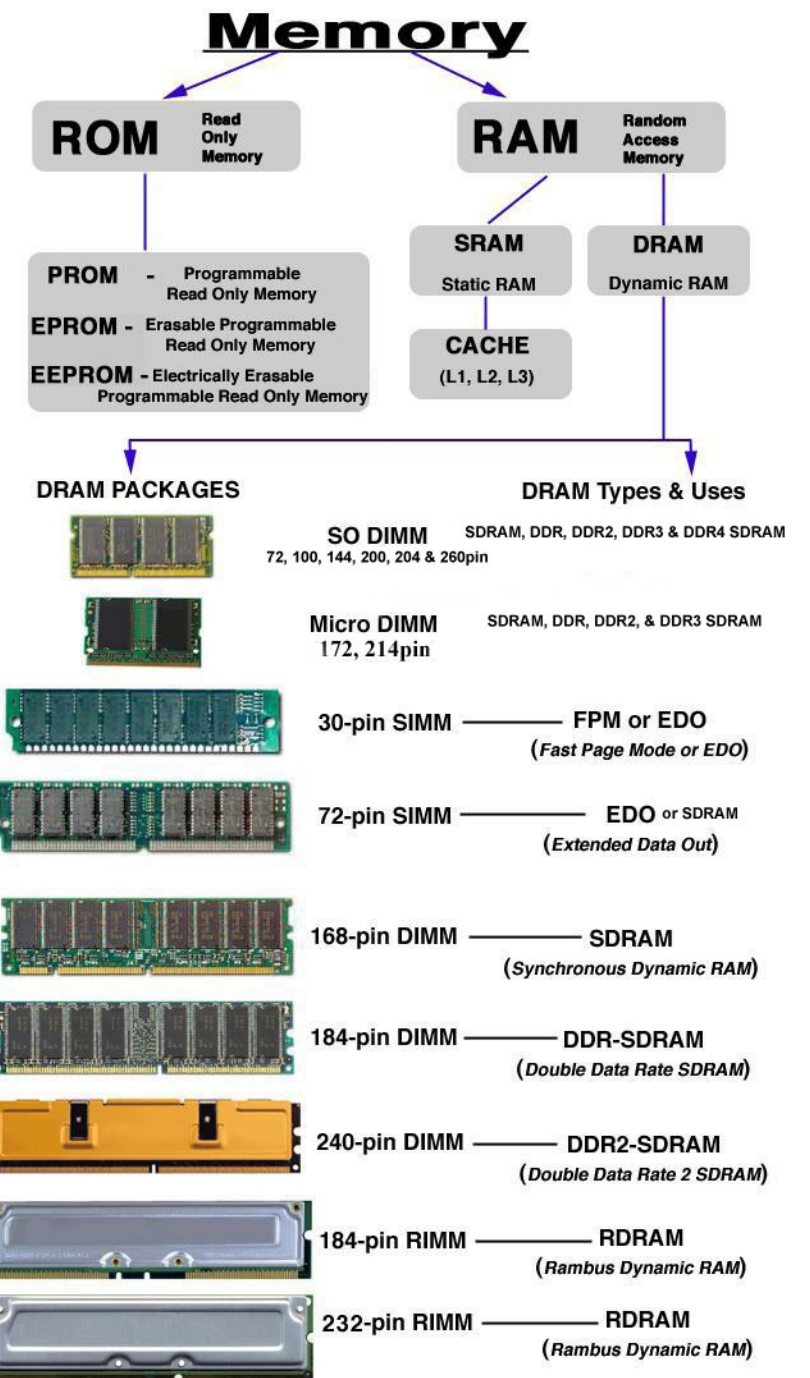 Memory
ROM Read
Only
Memory
RAM Random
Access
Memory
PROM - Programmable
Read Only Memory
EPROM - Erasable Programmable
Read Only Memory
EEPROM - Electrically Erasable
Programmable Read Only Memory
SRAM
Static RAM
DRAM
Dynamic RAM
CACHE
(L1, L2, L3)
DRAM PACKAGES
DRAM Types & Uses
SO DIMM
72, 100, 144, 200, 204 & 260pin
SDRAM, DDR, DDR2, DDR3 & DDR4 SDRAM
Micro DIMM
172, 214pin
SDRAM, DDR, DDR2, & DDR3 SDRAM
30-pin SIMM
FPM or EDO
(Fast Page Mode or EDO)
72-pin SIMM
EDO or SDRAM
(Extended Data Out)
168-pin DIMM
SDRAM
(Synchronous Dynamic RAM)
184-pin DIMM
DDR-SDRAM
(Double Data Rate SDRAM)
240-pin DIMM
DDR2-SDRAM
(Double Data Rate 2 SDRAM)
184-pin RIMM
RDRAM
(Rambus Dynamic RAM)
232-pin RIMM
RDRAM
(Rambus Dynamic RAM)